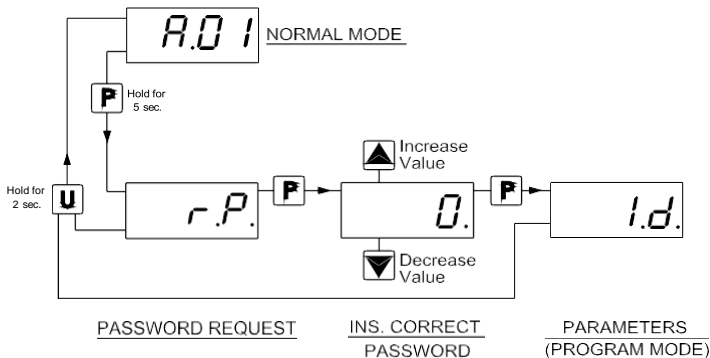 A.01
NORMAL MODE
P
Hold for
5 sec.
Increase
Value
Hold for
2 sec.
U
r.P.
P
0.
P
1.d.
Decrease
Value
PASSWORD REQUEST
INS. CORRECT
PASSWORD
PARAMETERS
(PROGRAM MODE)